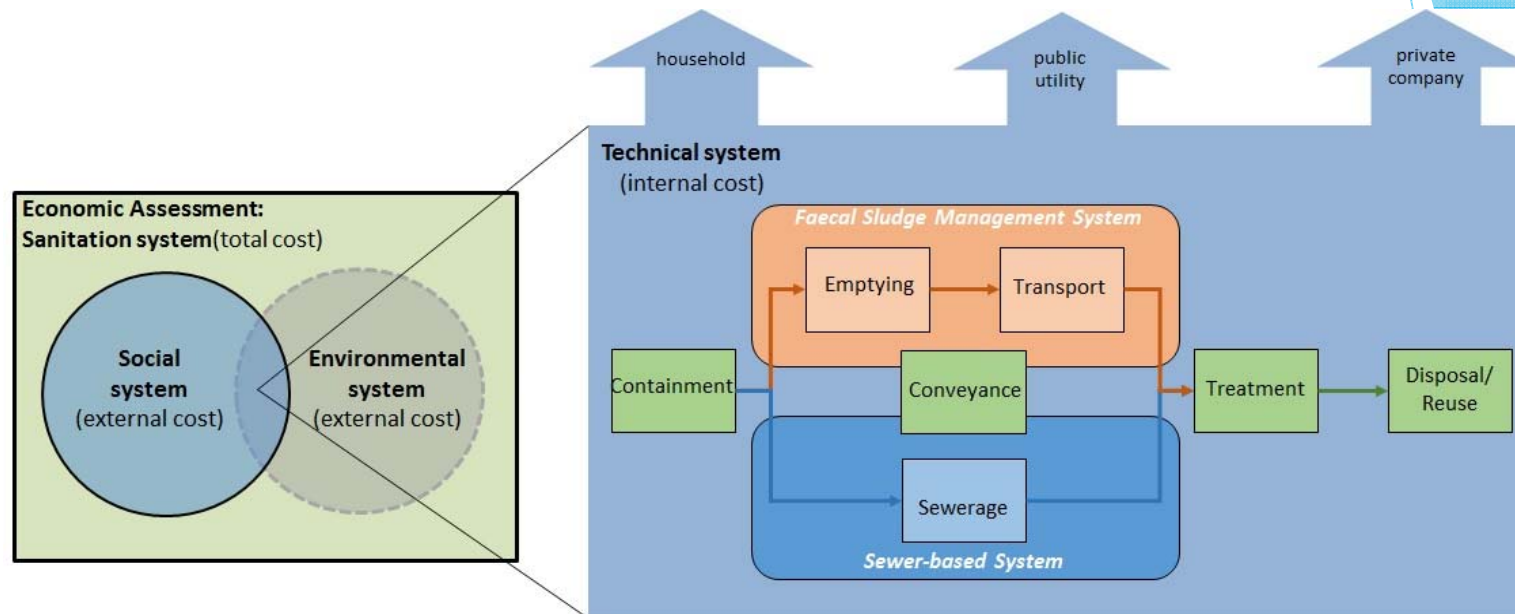 household
public
utility
private
company
Economic Assessment:
Sanitation system(total cost)
Social
system
(external cost)
Environmental
system
(external cost)
Technical system
(internal cost)
Faecal Sludge Management System
Emptying
Transport
Containment
Conveyance
Treatment
Disposal/
Reuse
Sewerage
Sewer-based System